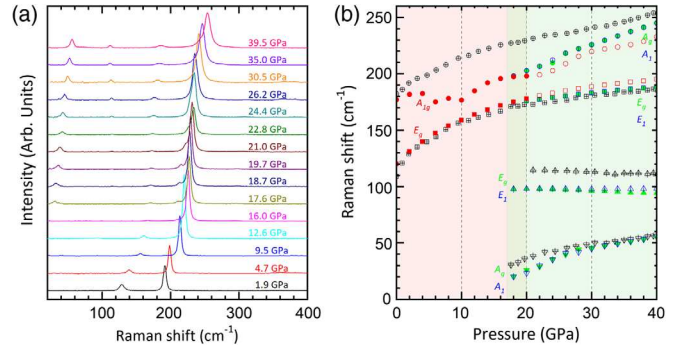 (a)
Intensity (Arb. Units)
39.5 GPa
35.0 GPa
30.5 GPa
26.2 GPa
24.4 GPa
22.8 GPa
21.0 GPa
19.7 GPa
18.7 GPa
17.6 GPa
16.0 GPa
12.6 GPa
9.5 GPa
4.7 GPa
1.9 GPa
100 200 300 400
Raman shift (cm-1)
(b)
Raman shift (cm-1)
250
200
150
100
50
0
A1g
Eg
Ag
A1
Eg
E1
Eg
E1
Ag
A1
0 10 20 30 40
Pressure (GPa)